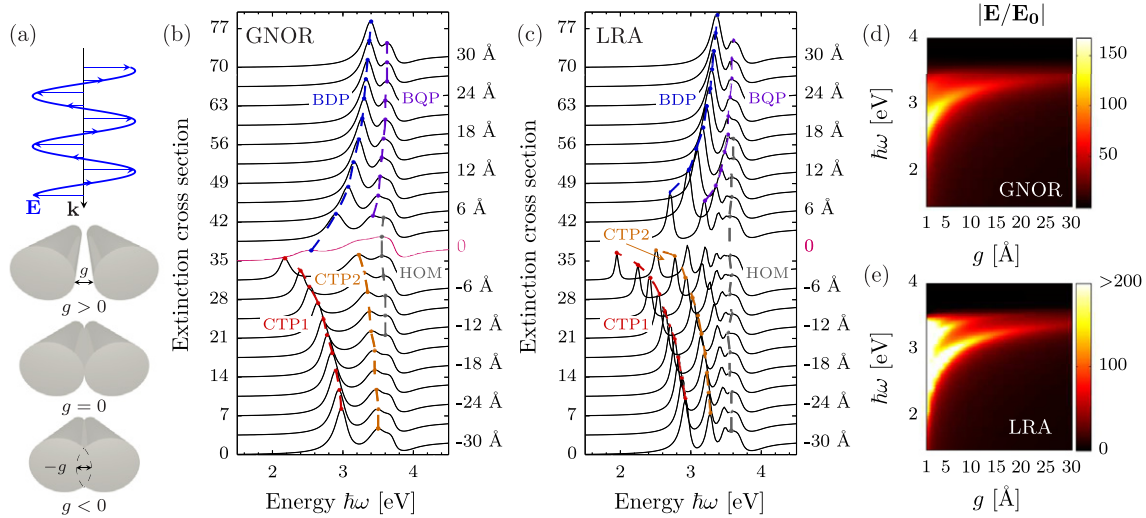 (a)
E
k
g
g > 0
g = 0
−g
g < 0
(b)
GNOR
Extinction cross section
77
70
63
56
49
42
35
28
21
14
7
0
BDP
BQP
CTP2
HOM
CTP1
30 Å
24 Å
18 Å
12 Å
6 Å
0
-6 Å
-12 Å
-18 Å
-24 Å
-30 Å
2 3 4
Energy ħω [eV]
(c)
LRA
Extinction cross section
77
70
63
56
49
42
35
28
21
14
7
0
BDP
BQP
CTP2
HOM
CTP1
30 Å
24 Å
18 Å
12 Å
6 Å
0
-6 Å
-12 Å
-18 Å
-24 Å
-30 Å
2 3 4
Energy ħω [eV]
|E/E0|
(d)
4
3
2
ħω [eV]
GNOR
150
100
50
1 5 10 15 20 25 30
g [Å]
(e)
4
3
2
ħω [eV]
LRA
>200
100
0
1 5 10 15 20 25 30
g [Å]